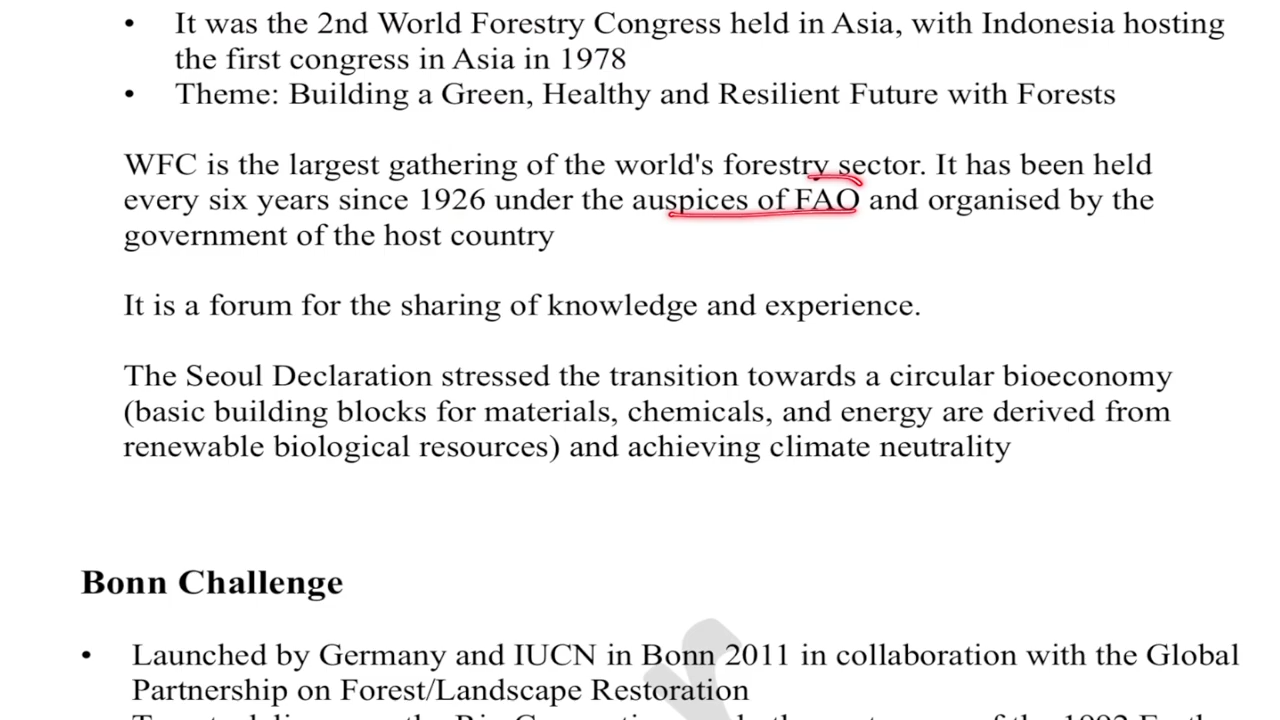 • It was the 2nd World Forestry Congress held in Asia, with Indonesia hosting
the first congress in Asia in 1978
• Theme: Building a Green, Healthy and Resilient Future with Forests
WFC is the largest gathering of the world's forestry sector. It has been held
every six years since 1926 under the auspices of FAO and organised by the
government of the host country
It is a forum for the sharing of knowledge and experience.
The Seoul Declaration stressed the transition towards a circular bioeconomy
(basic building blocks for materials, chemicals, and energy are derived from
renewable biological resources) and achieving climate neutrality
Bonn Challenge
• Launched by Germany and IUCN in Bonn 2011 in collaboration with the Global
Partnership on Forest/Landscape Restoration